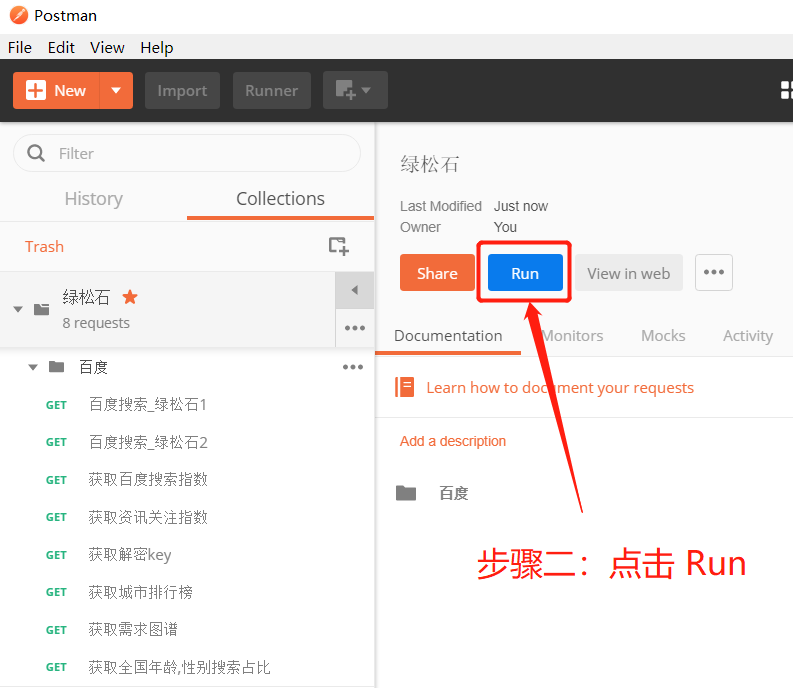 Postman
File Edit View Help
New Import Runner
Filter
History Collections
Trash
绿松石
8 requests
百度
GET 百度搜索_绿松石1
GET 百度搜索_绿松石2
GET 获取百度搜索指数
GET 获取资讯关注指数
GET 获取解密key
GET 获取城市排行榜
GET 获取需求图谱
GET 获取全国年龄,性别搜索占比
绿松石
Last Modified Just now
Owner You
Share Run View in web
Documentation Monitors Mocks Activity
Learn how to document your requests
Add a description
百度
步骤二：点击 Run